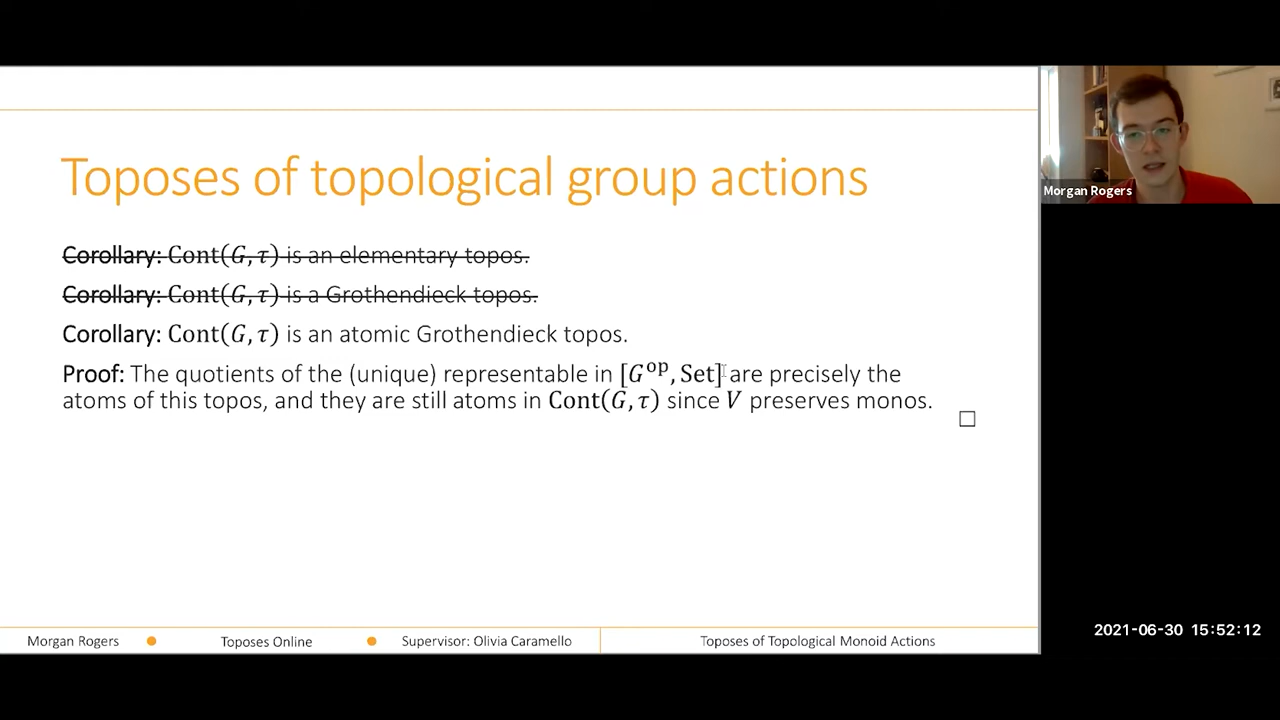 Toposes of topological group actions
Corollary: Cont(G, τ) is an elementary topos.
Corollary: Cont(G, τ) is a Grothendieck topos.
Corollary: Cont(G, τ) is an atomic Grothendieck topos.
Proof: The quotients of the (unique) representable in [G^op, Set] are precisely the
atoms of this topos, and they are still atoms in Cont(G, τ) since V preserves monos.
□
Morgan Rogers
Morgan Rogers ● Toposes Online ● Supervisor: Olivia Caramello Toposes of Topological Monoid Actions
2021-06-30 15:52:12